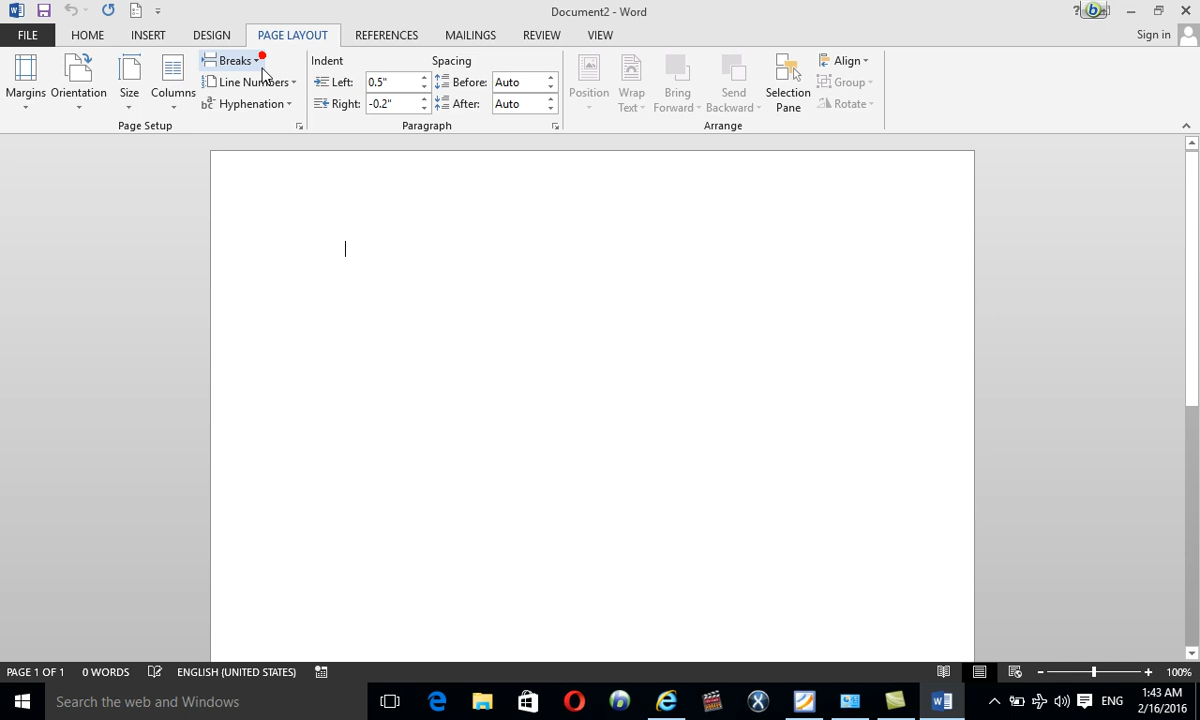 Document2 - Word
?
FILE HOME INSERT DESIGN PAGE LAYOUT REFERENCES MAILINGS REVIEW VIEW Sign in
Margins Orientation Size Columns
Breaks
Line Numbers
Hyphenation
Page Setup
Indent Spacing
Left: 0.5" Before: Auto
Right: -0.2" After: Auto
Paragraph
Position Wrap Text Bring Forward Send Backward Selection Pane
Align
Group
Rotate
Arrange
PAGE 1 OF 1 0 WORDS ENGLISH (UNITED STATES) 100%
Search the web and Windows
ENG
1:43 AM
2/16/2016